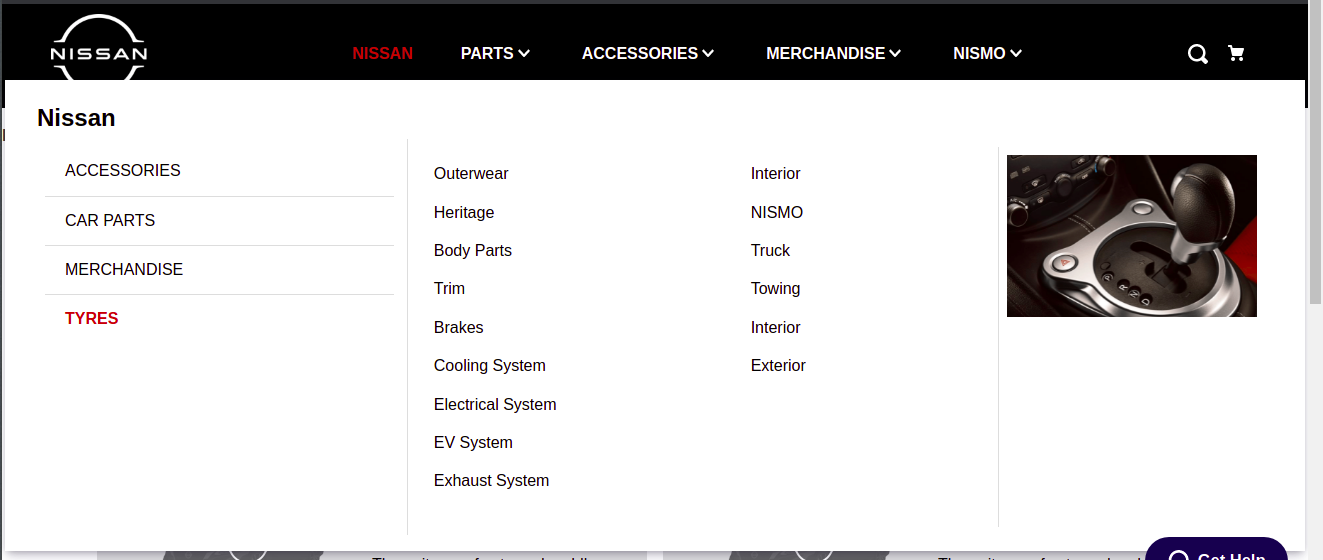 NISSAN
NISSAN PARTS ACCESSORIES MERCHANDISE NISMO
Nissan
ACCESSORIES
CAR PARTS
MERCHANDISE
TYRES
Outerwear
Heritage
Body Parts
Trim
Brakes
Cooling System
Electrical System
EV System
Exhaust System
Interior
NISMO
Truck
Towing
Interior
Exterior
P
R
N
D
Get Help